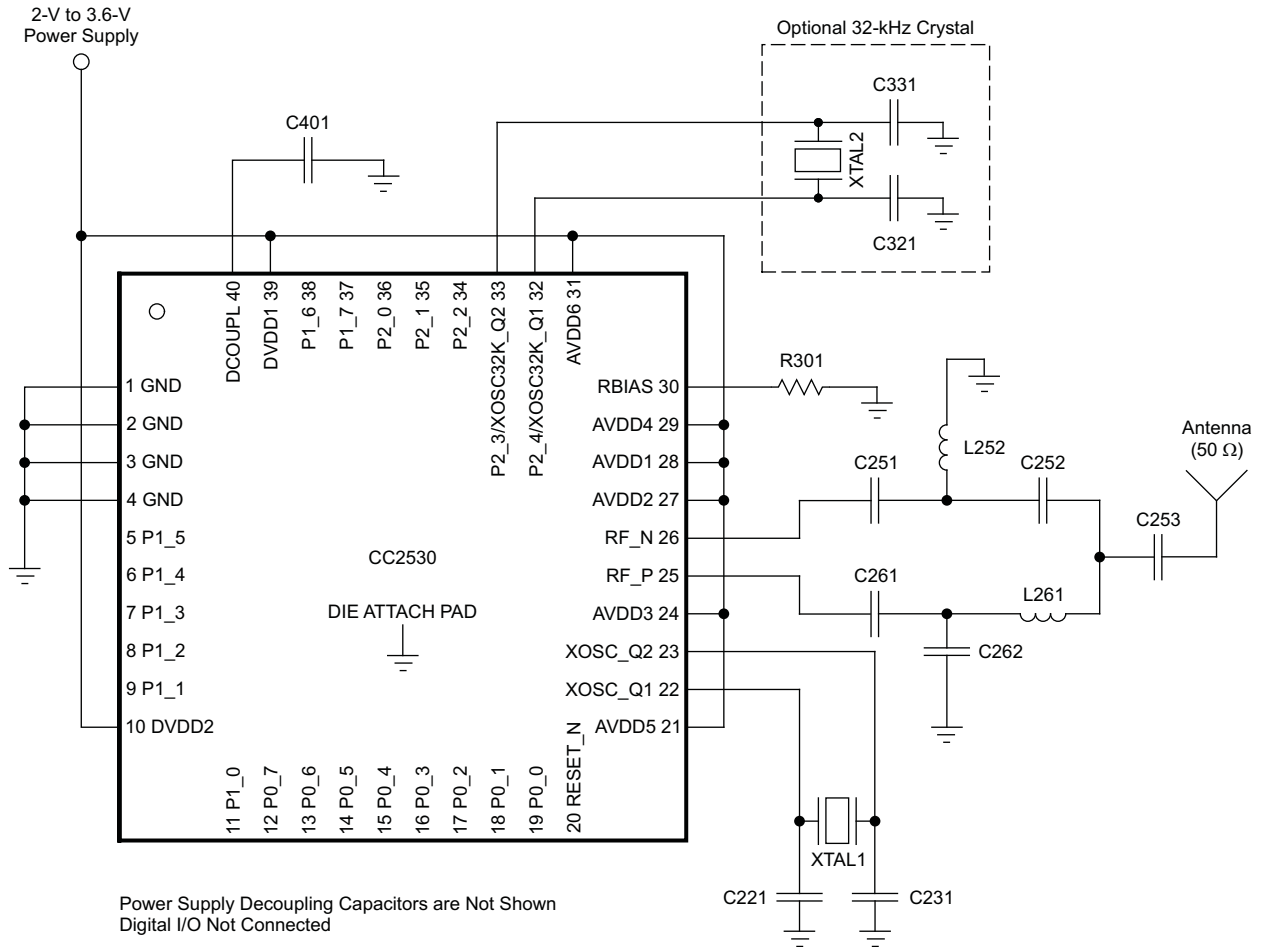 2-V to 3.6-V
Power Supply
Optional 32-kHz Crystal
C331
C401
XTAL2
C321
DCOUPL 40
DVDD1 39
P1_6 38
P1_7 37
P2_0 36
P2_1 35
P2_2 34
P2_3/XOSC32K_Q2 33
P2_4/XOSC32K_Q1 32
AVDD6 31
1 GND
2 GND
3 GND
4 GND
5 P1_5
6 P1_4
7 P1_3
8 P1_2
9 P1_1
10 DVDD2
CC2530
DIE ATTACH PAD
RBIAS 30
AVDD4 29
AVDD1 28
AVDD2 27
RF_N 26
RF_P 25
AVDD3 24
XOSC_Q2 23
XOSC_Q1 22
AVDD5 21
11 P1_0
12 P0_7
13 P0_6
14 P0_5
15 P0_4
16 P0_3
17 P0_2
18 P0_1
19 P0_0
20 RESET_N
R301
L252
C251
C252
Antenna
(50 Ω)
C253
C261
L261
C262
XTAL1
C221
C231
Power Supply Decoupling Capacitors are Not Shown
Digital I/O Not Connected